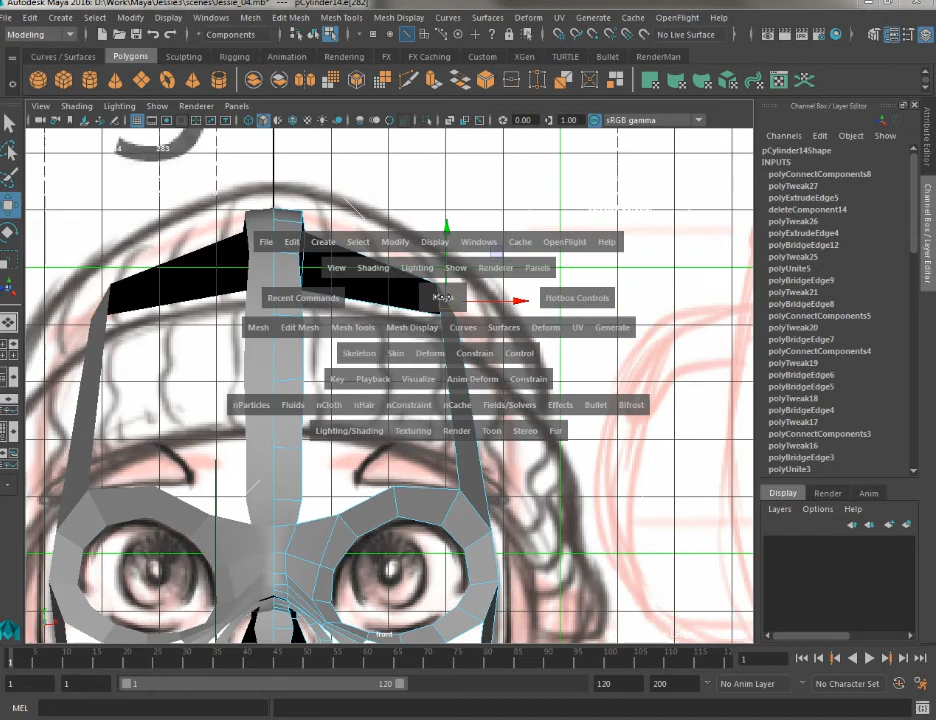 Autodesk Maya 2016: D:\Work\Maya\Jessie3\scenes\Jessie_04.mb* --- pCylinder14.e[282]
File Edit Create Select Modify Display Windows Mesh Edit Mesh Mesh Tools Mesh Display Curves Surfaces Deform UV Generate Cache OpenFlight Help
Modeling Components No Live Surface
Curves / Surfaces Polygons Sculpting Rigging Animation Rendering FX FX Caching Custom XGen TURTLE Bullet RenderMan
View Shading Lighting Show Renderer Panels
0.00 1.00 sRGB gamma
Channel Box / Layer Editor
Channels Edit Object Show
pCylinder14Shape
INPUTS
polyConnectComponents8
polyTweak27
polyExtrudeEdge5
deleteComponent14
polyTweak26
polyExtrudeEdge4
polyBridgeEdge12
polyTweak25
polyUnite5
polyBridgeEdge9
polyTweak21
polyBridgeEdge8
polyConnectComponents5
polyTweak20
polyBridgeEdge7
polyConnectComponents4
polyTweak19
polyBridgeEdge6
polyBridgeEdge5
polyTweak18
polyBridgeEdge4
polyTweak17
polyConnectComponents3
polyTweak16
polyBridgeEdge3
polyUnite3
Attribute Editor
Channel Box / Layer Editor
283
File Edit Create Select Modify Display Windows Cache OpenFlight Help
View Shading Lighting Show Renderer Panels
Recent Commands Maya Hotbox Controls
Mesh Edit Mesh Mesh Tools Mesh Display Curves Surfaces Deform UV Generate
Skeleton Skin Deform Constrain Control
Key Playback Visualize Anim Deform Constrain
nParticles Fluids nCloth nHair nConstraint nCache Fields/Solvers Effects Bullet Bifrost
Lighting/Shading Texturing Render Toon Stereo Fur
front
Display Render Anim
Layers Options Help
5 10 15 20 25 30 35 40 45 50 55 60 65 70 75 80 85 90 95 100 105 110 115 12 1
1 1 1 120 120 200 No Anim Layer No Character Set
MEL